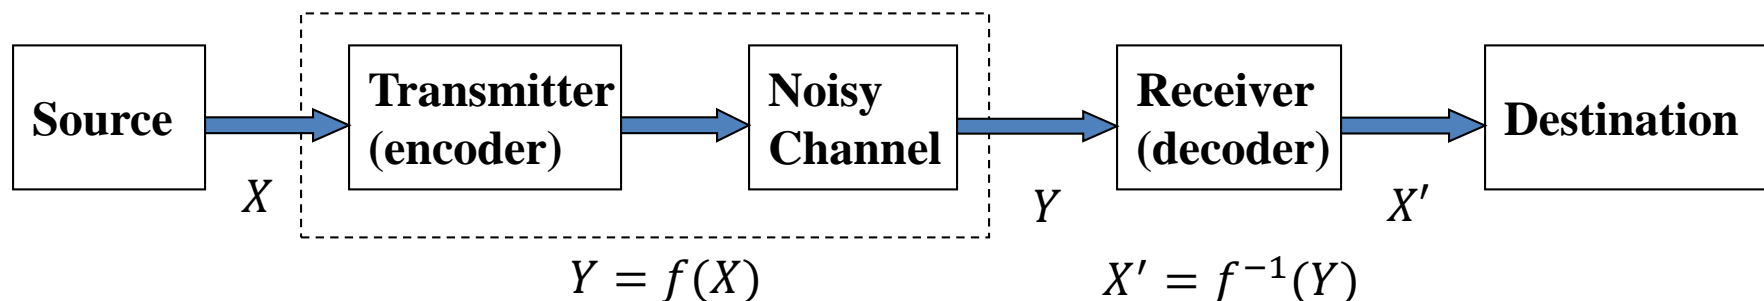 Source
Transmitter
(encoder)
Noisy
Channel
Receiver
(decoder)
Destination
X
Y
X′
Y = f(X)
X′ = f⁻¹(Y)